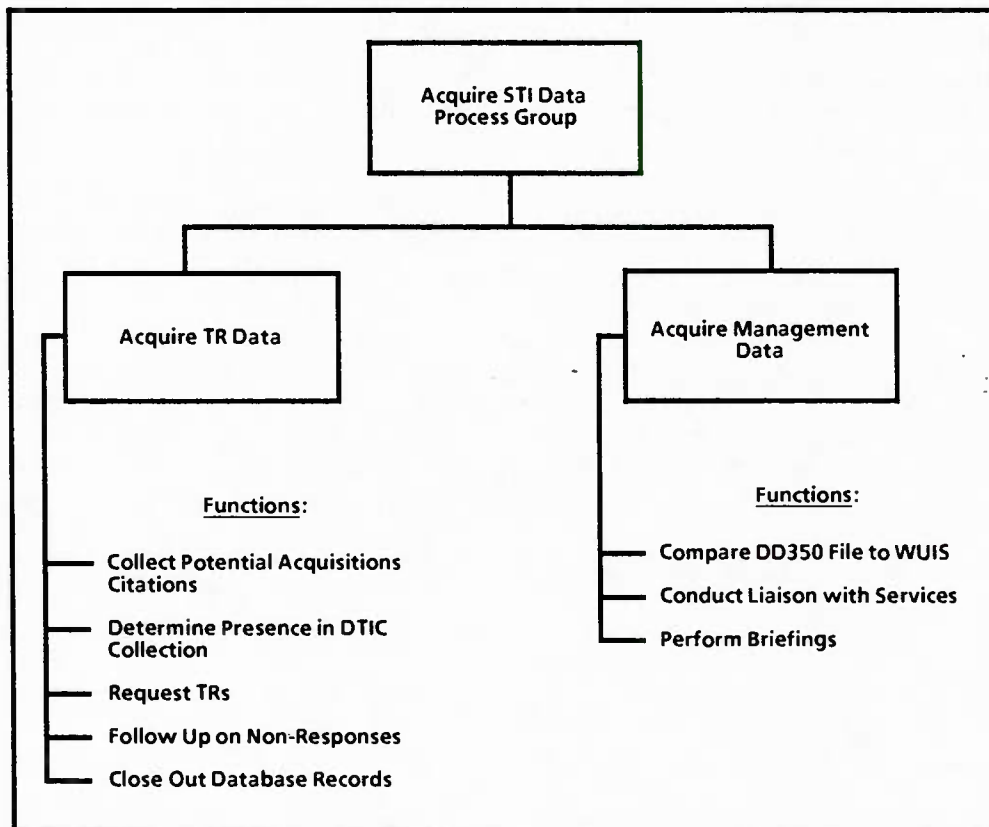 Acquire STI Data
Process Group
Acquire TR Data
Functions:
Collect Potential Acquisitions
Citations
Determine Presence in DTIC
Collection
Request TRs
Follow Up on Non-Responses
Close Out Database Records
Acquire Management
Data
Functions:
Compare DD350 File to WUIS
Conduct Liaison with Services
Perform Briefings